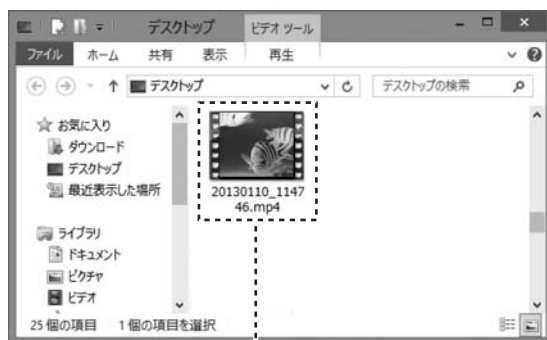 デスクトップ ビデオ ツール
ファイル ホーム 共有 表示 再生
デスクトップ デスクトップの検索
お気に入り
ダウンロード
デスクトップ
最近表示した場所
20130110_1147
46.mp4
ライブラリ
ドキュメント
ピクチャ
ビデオ
25 個の項目 1 個の項目を選択